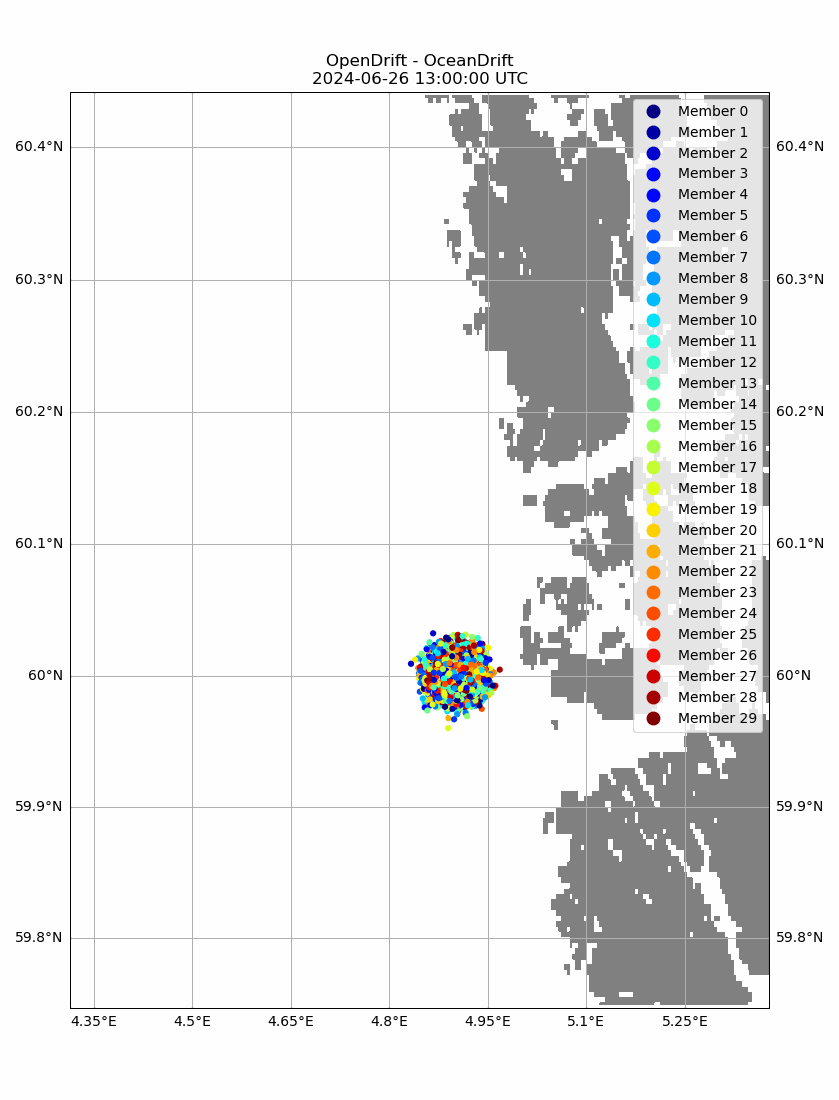 OpenDrift - OceanDrift
2024-06-26 13:00:00 UTC
Member 0
Member 1
Member 2
Member 3
Member 4
Member 5
Member 6
Member 7
Member 8
Member 9
Member 10
Member 11
Member 12
Member 13
Member 14
Member 15
Member 16
Member 17
Member 18
Member 19
Member 20
Member 21
Member 22
Member 23
Member 24
Member 25
Member 26
Member 27
Member 28
Member 29
60.4°N
60.3°N
60.2°N
60.1°N
60°N
59.9°N
59.8°N
60.4°N
60.3°N
60.2°N
60.1°N
60°N
59.9°N
59.8°N
4.35°E
4.5°E
4.65°E
4.8°E
4.95°E
5.1°E
5.25°E